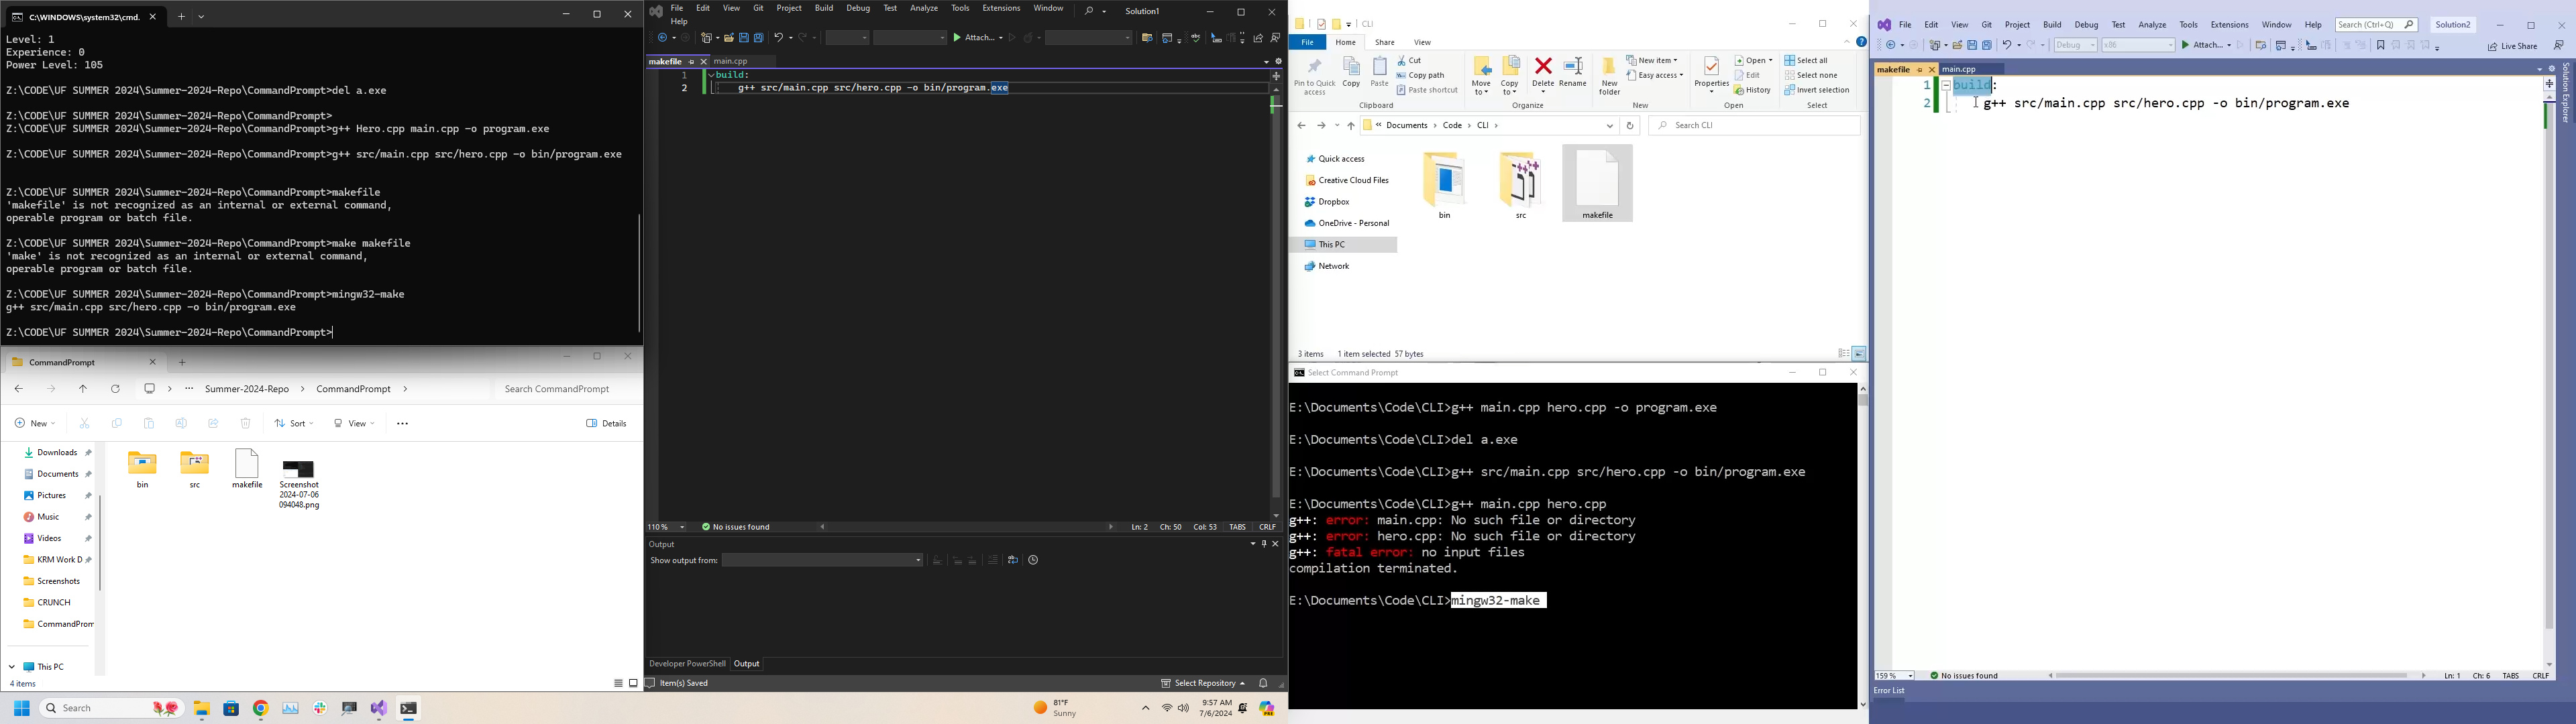 C:\WINDOWS\system32\cmd.
Level: 1
Experience: 0
Power Level: 105
Z:\CODE\UF SUMMER 2024\Summer-2024-Repo\CommandPrompt>del a.exe
Z:\CODE\UF SUMMER 2024\Summer-2024-Repo\CommandPrompt>
Z:\CODE\UF SUMMER 2024\Summer-2024-Repo\CommandPrompt>g++ Hero.cpp main.cpp -o program.exe
Z:\CODE\UF SUMMER 2024\Summer-2024-Repo\CommandPrompt>g++ src/main.cpp src/hero.cpp -o bin/program.exe
Z:\CODE\UF SUMMER 2024\Summer-2024-Repo\CommandPrompt>makefile
'makefile' is not recognized as an internal or external command,
operable program or batch file.
Z:\CODE\UF SUMMER 2024\Summer-2024-Repo\CommandPrompt>make makefile
'make' is not recognized as an internal or external command,
operable program or batch file.
Z:\CODE\UF SUMMER 2024\Summer-2024-Repo\CommandPrompt>mingw32-make
g++ src/main.cpp src/hero.cpp -o bin/program.exe
Z:\CODE\UF SUMMER 2024\Summer-2024-Repo\CommandPrompt>
CommandPrompt
Summer-2024-Repo > CommandPrompt >
Search CommandPrompt
New
Sort
View
Details
Downloads
Documents
Pictures
Music
Videos
KRM Work D
Screenshots
CRUNCH
CommandProm
This PC
bin
src
makefile
Screenshot
2024-07-06
094048.png
4 items
File Edit View Git Project Build Debug Test Analyze Tools Extensions Window
Help
Solution1
Attach...
makefile
main.cpp
1 build:
2 g++ src/main.cpp src/hero.cpp -o bin/program.exe
110 %
No issues found
Ln: 2 Ch: 50 Col: 53 TABS CRLF
Output
Show output from:
Developer PowerShell Output
Item(s) Saved
Select Repository
Search
81°F
Sunny
9:57 AM
7/6/2024
CLI
File Home Share View
Pin to Quick
access
Copy
Paste
Cut
Copy path
Paste shortcut
Clipboard
Move
to
Copy
to
Delete
Rename
Organize
New
folder
New item
Easy access
New
Properties
Open
Edit
History
Open
Select all
Select none
Invert selection
Select
« Documents > Code > CLI >
Search CLI
Quick access
Creative Cloud Files
Dropbox
OneDrive - Personal
This PC
Network
bin
src
makefile
3 items 1 item selected 57 bytes
Select Command Prompt
E:\Documents\Code\CLI>g++ main.cpp hero.cpp -o program.exe
E:\Documents\Code\CLI>del a.exe
E:\Documents\Code\CLI>g++ src/main.cpp src/hero.cpp -o bin/program.exe
E:\Documents\Code\CLI>g++ main.cpp hero.cpp
g++: error: main.cpp: No such file or directory
g++: error: hero.cpp: No such file or directory
g++: fatal error: no input files
compilation terminated.
E:\Documents\Code\CLI>mingw32-make
File Edit View Git Project Build Debug Test Analyze Tools Extensions Window Help
Search (Ctrl+Q)
Solution2
Debug
x86
Attach...
Live Share
makefile
main.cpp
1 build:
2 g++ src/main.cpp src/hero.cpp -o bin/program.exe
Solution Explorer
159 %
No issues found
Ln: 1 Ch: 6 TABS CRLF
Error List